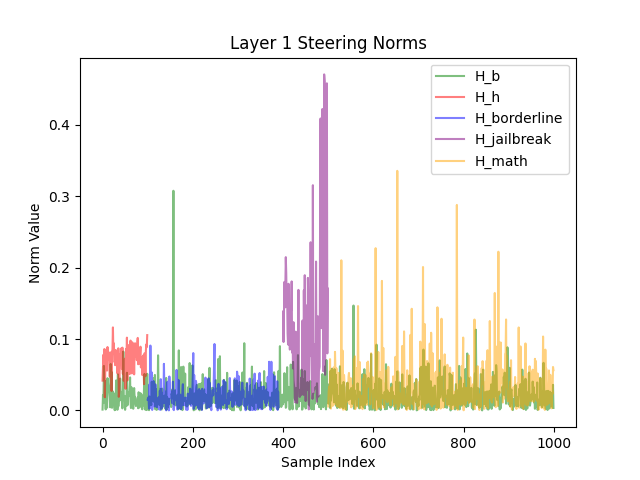 Layer 1 Steering Norms
H_b
H_h
H_borderline
H_jailbreak
H_math
Norm Value
0.4
0.3
0.2
0.1
0.0
0 200 400 600 800 1000
Sample Index